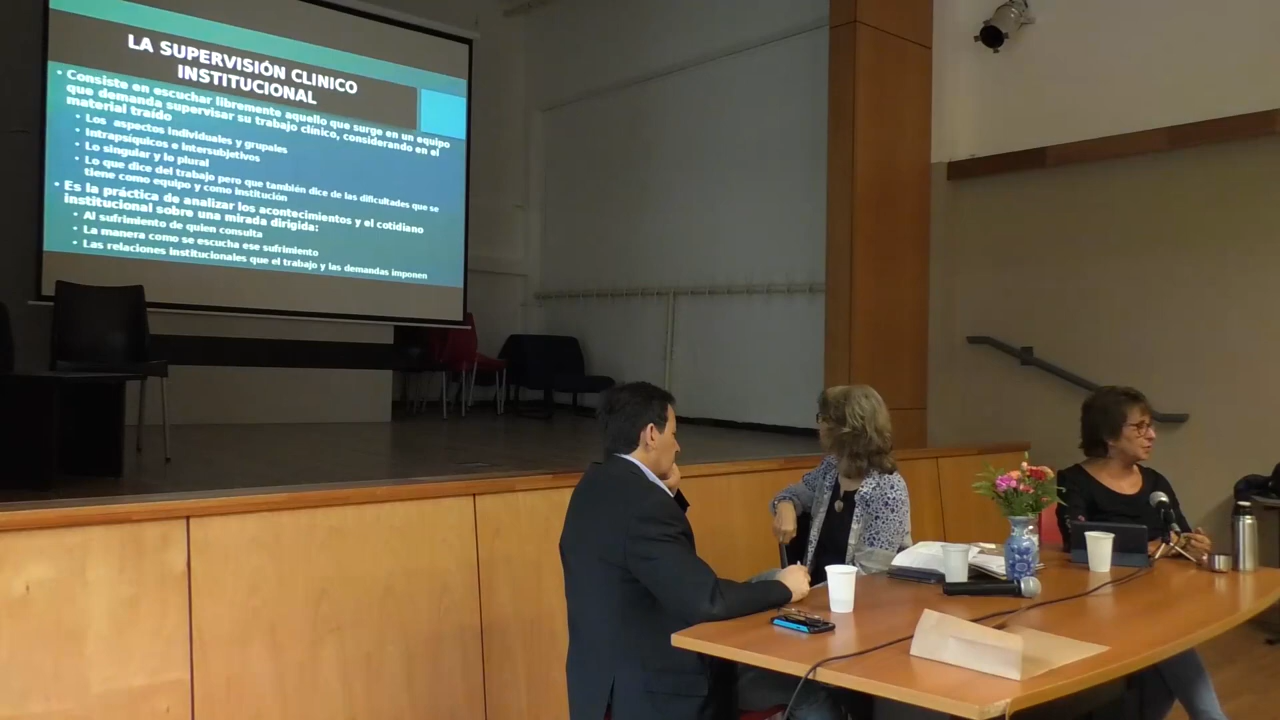 LA SUPERVISIÓN CLINICO
INSTITUCIONAL
• Consiste en escuchar libremente aquello que surge en un equipo
que demanda supervisar su trabajo clínico, considerando en el
material traído
• Los aspectos individuales y grupales
• Intrapsíquicos e intersubjetivos
• Lo singular y lo plural
• Lo que dice del trabajo pero que también dice de las dificultades que se
tiene como equipo y como institución
• Es la práctica de analizar los acontecimientos y el cotidiano
institucional sobre una mirada dirigida:
• Al sufrimiento de quien consulta
• La manera como se escucha ese sufrimiento
• Las relaciones institucionales que el trabajo y las demandas imponen